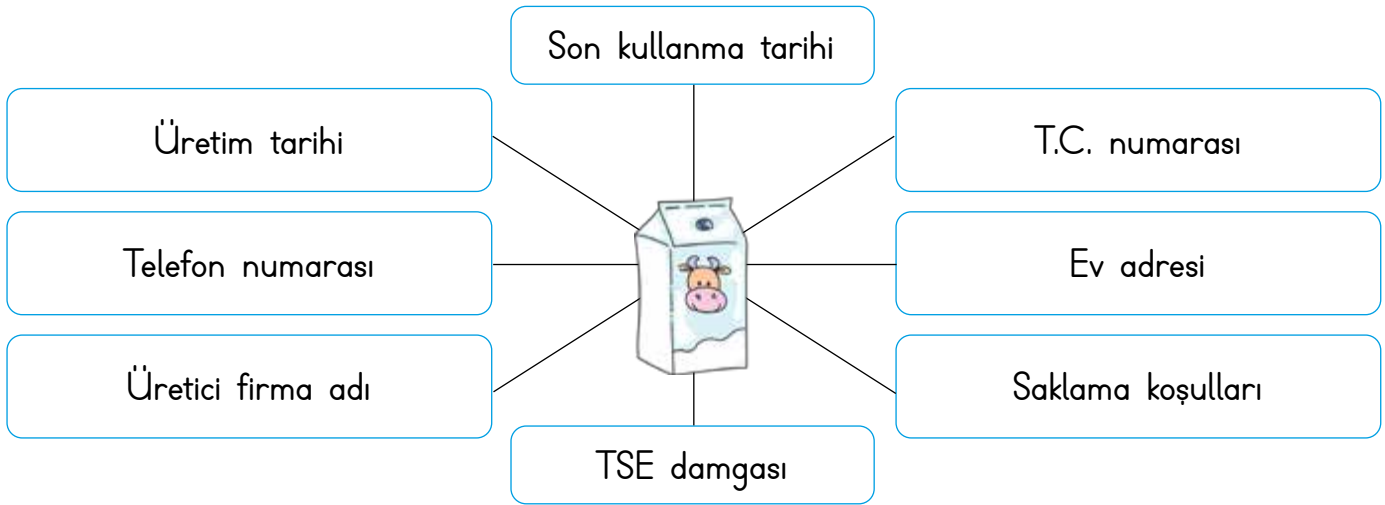 Son kullanma tarihi
Üretim tarihi
T.C. numarası
Telefon numarası
Ev adresi
Üretici firma adı
Saklama koşulları
TSE damgası